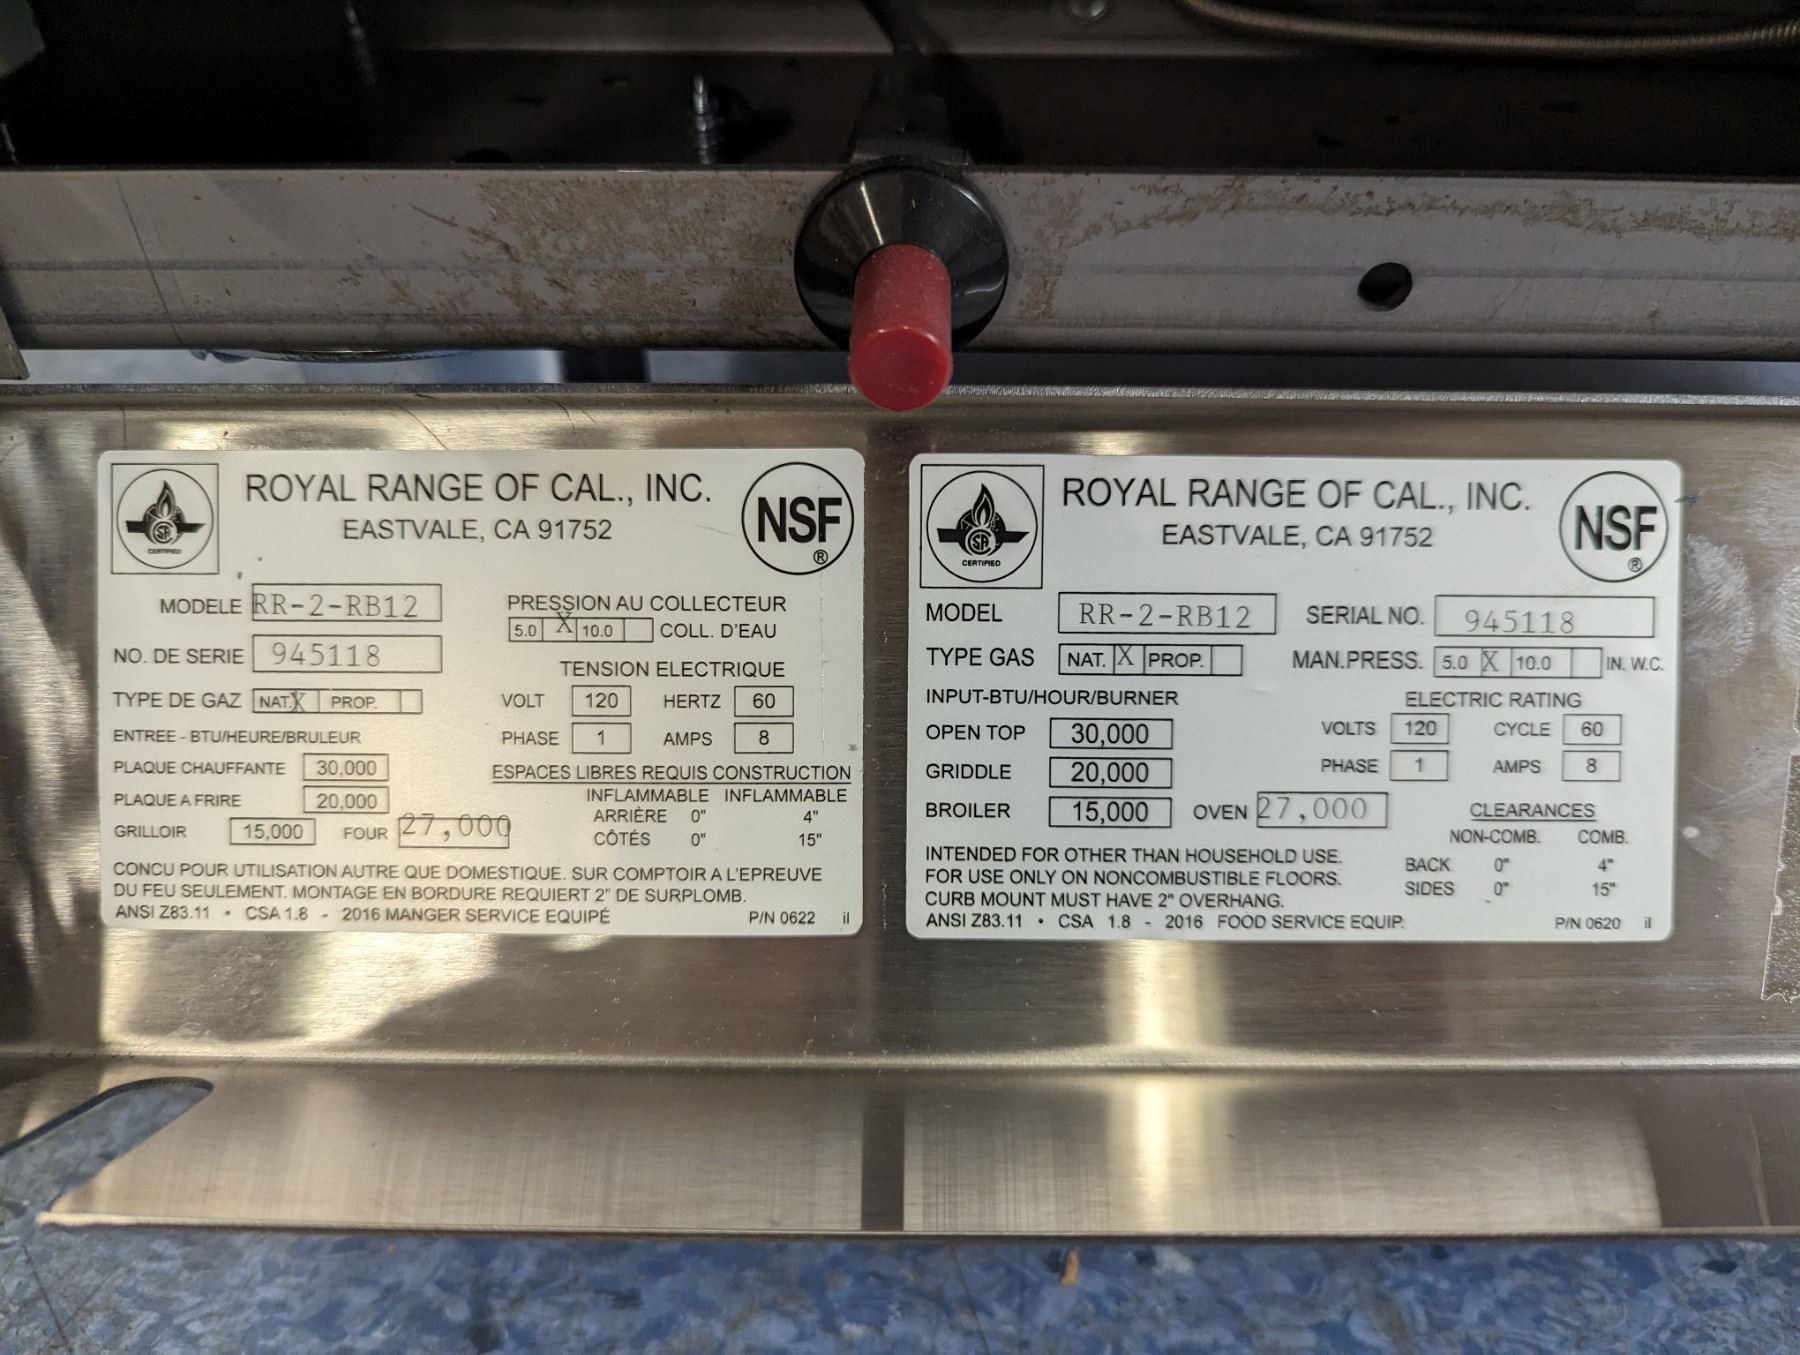 ROYAL RANGE OF CAL., INC.
EASTVALE, CA 91752
SA
CERTIFIED
NSF
®
MODELE RR-2-RB12
NO. DE SERIE 945118
TYPE DE GAZ NAT. X PROP.
ENTREE - BTU/HEURE/BRULEUR
PLAQUE CHAUFFANTE 30,000
PLAQUE A FRIRE 20,000
GRILLOIR 15,000 FOUR 27,000
PRESSION AU COLLECTEUR
5.0 X 10.0 COLL. D'EAU
TENSION ELECTRIQUE
VOLT 120 HERTZ 60
PHASE 1 AMPS 8
ESPACES LIBRES REQUIS CONSTRUCTION
INFLAMMABLE INFLAMMABLE
ARRIÈRE 0" 4"
CÔTÉS 0" 15"
CONCU POUR UTILISATION AUTRE QUE DOMESTIQUE. SUR COMPTOIR A L'EPREUVE
DU FEU SEULEMENT. MONTAGE EN BORDURE REQUIERT 2" DE SURPLOMB.
ANSI Z83.11 • CSA 1.8 - 2016 MANGER SERVICE EQUIPÉ P/N 0622 il
ROYAL RANGE OF CAL., INC.
EASTVALE, CA 91752
SA
CERTIFIED
NSF
®
MODEL RR-2-RB12 SERIAL NO. 945118
TYPE GAS NAT. X PROP. MAN.PRESS. 5.0 X 10.0 IN. W.C.
INPUT-BTU/HOUR/BURNER
OPEN TOP 30,000
GRIDDLE 20,000
BROILER 15,000 OVEN 27,000
ELECTRIC RATING
VOLTS 120 CYCLE 60
PHASE 1 AMPS 8
CLEARANCES
NON-COMB. COMB.
BACK 0" 4"
SIDES 0" 15"
INTENDED FOR OTHER THAN HOUSEHOLD USE.
FOR USE ONLY ON NONCOMBUSTIBLE FLOORS.
CURB MOUNT MUST HAVE 2" OVERHANG.
ANSI Z83.11 • CSA 1.8 - 2016 FOOD SERVICE EQUIP. P/N 0620 il